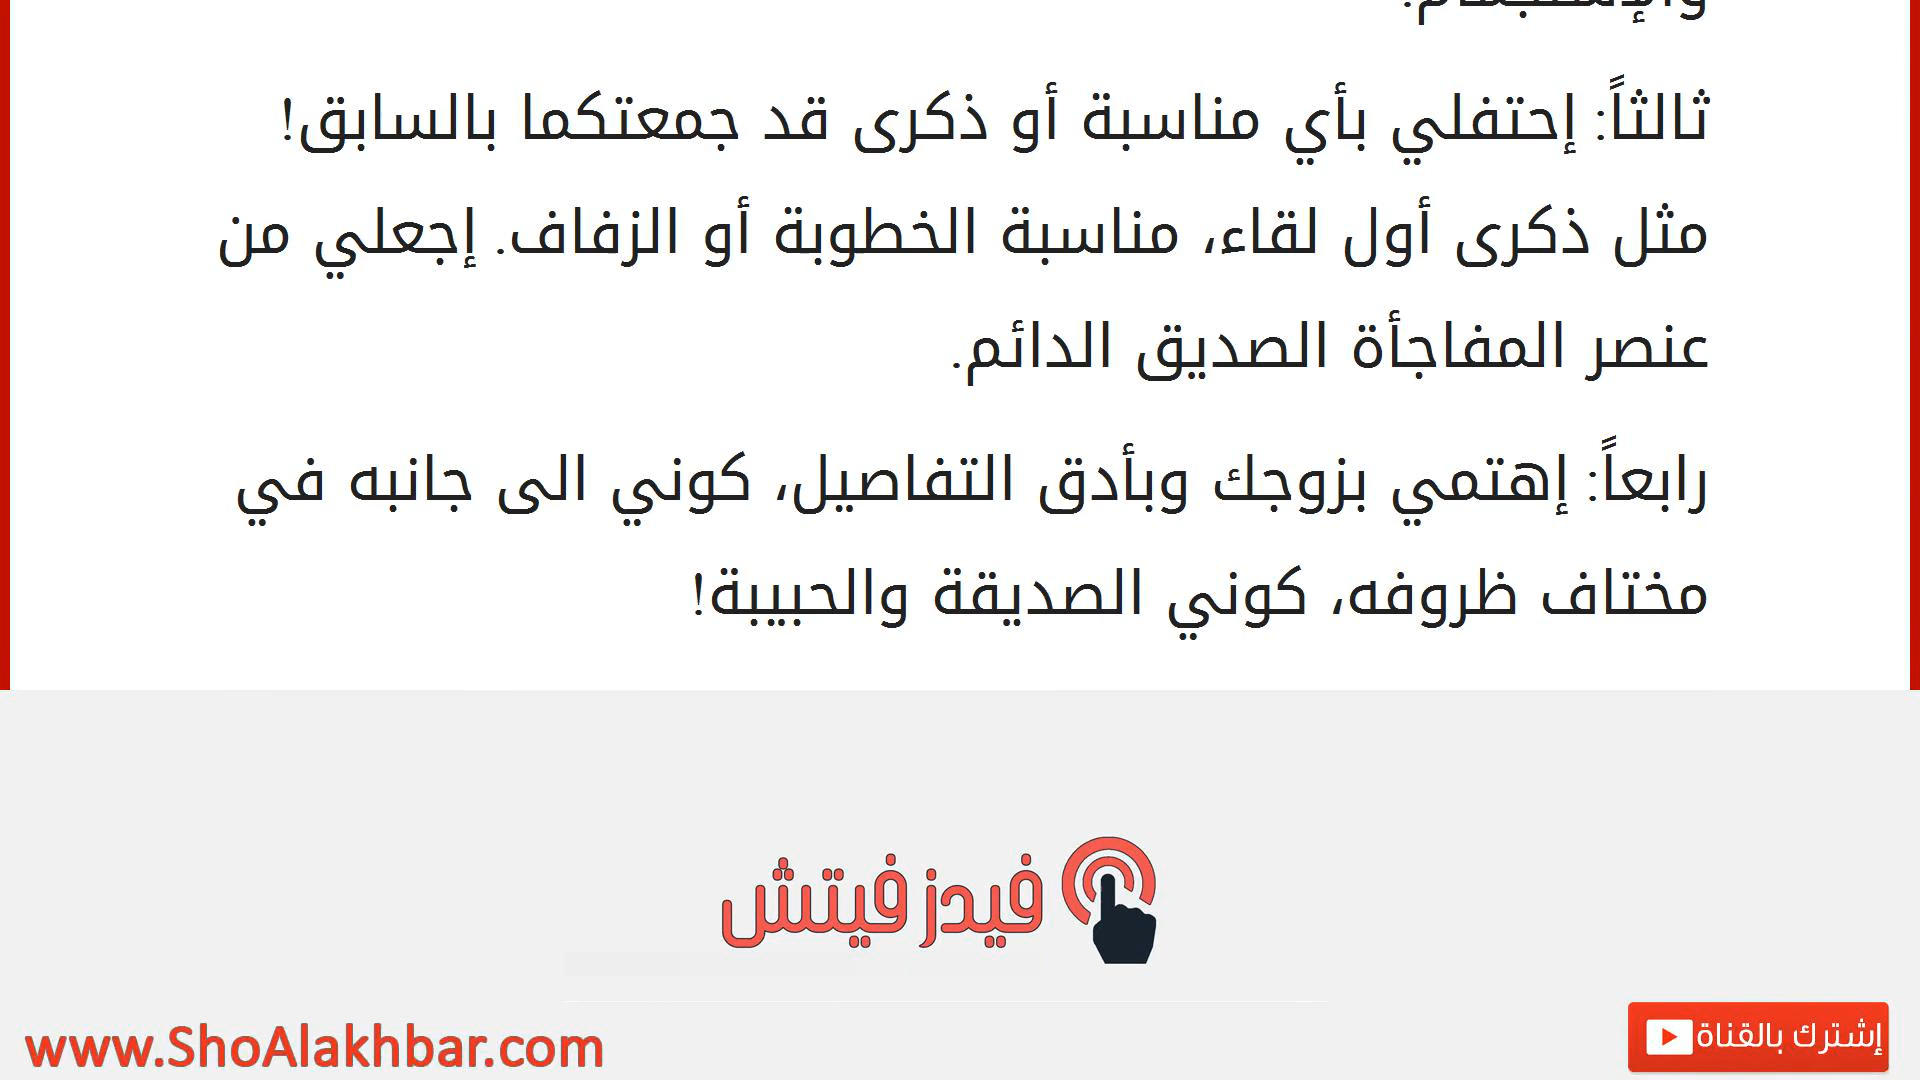 ثالثاً: إحتفلي بأي مناسبة أو ذكرى قد جمعتكما بالسابق!
مثل ذكرى أول لقاء، مناسبة الخطوبة أو الزفاف. إجعلي من
عنصر المفاجأة الصديق الدائم.
رابعاً: إهتمي بزوجك وبأدق التفاصيل، كوني الى جانبه في
مختاف ظروفه، كوني الصديقة والحبيبة!
فيدز فيتش
www.ShoAlakhbar.com
إشترك بالقناة